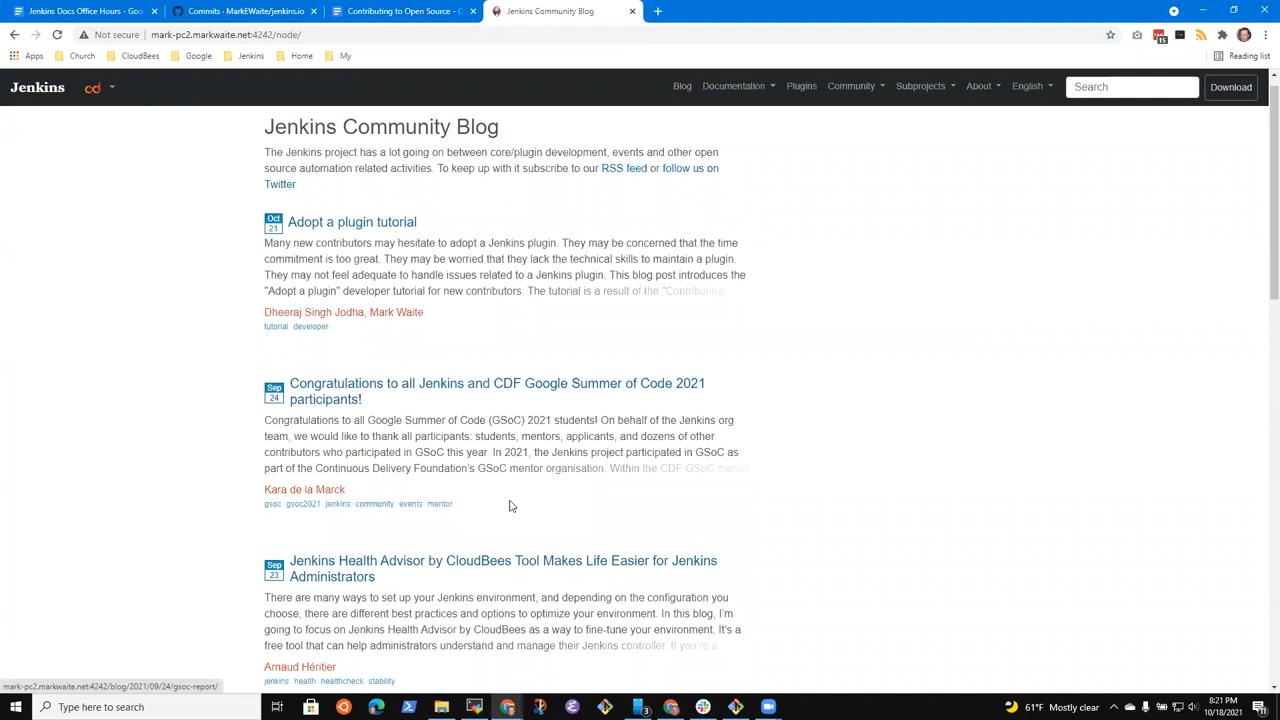 Jenkins Docs Office Hours - Goo
Commits · MarkEWaite/jenkins.io
Contributing to Open Source - G
Jenkins Community Blog
Not secure | mark-pc2.markwaite.net:4242/node/
15
Apps Church CloudBees Google Jenkins Home My Reading list
Jenkins cd Blog Documentation Plugins Community Subprojects About English Search Download
Jenkins Community Blog
The Jenkins project has a lot going on between core/plugin development, events and other open
source automation related activities. To keep up with it subscribe to our RSS feed or follow us on
Twitter
Oct
21
Adopt a plugin tutorial
Many new contributors may hesitate to adopt a Jenkins plugin. They may be concerned that the time
commitment is too great. They may be worried that they lack the technical skills to maintain a plugin.
They may not feel adequate to handle issues related to a Jenkins plugin. This blog post introduces the
"Adopt a plugin" developer tutorial for new contributors. The tutorial is a result of the "Contributing
Dheeraj Singh Jodha, Mark Waite
tutorial developer
Sep
24
Congratulations to all Jenkins and CDF Google Summer of Code 2021
participants!
Congratulations to all Google Summer of Code (GSoC) 2021 students! On behalf of the Jenkins org
team, we would like to thank all participants: students, mentors, applicants, and dozens of other
contributors who participated in GSoC this year. In 2021, the Jenkins project participated in GSoC as
part of the Continuous Delivery Foundation's GSoC mentor organisation. Within the CDF GSoC mentor
Kara de la Marck
gsoc gsoc2021 jenkins community events mentor
Sep
23
Jenkins Health Advisor by CloudBees Tool Makes Life Easier for Jenkins
Administrators
There are many ways to set up your Jenkins environment, and depending on the configuration you
choose, there are different best practices and options to optimize your environment. In this blog, I'm
going to focus on Jenkins Health Advisor by CloudBees as a way to fine-tune your environment. It's a
free tool that can help administrators understand and manage their Jenkins controller. If you're a
Arnaud Héritier
jenkins health healthcheck stability
mark-pc2.markwaite.net:4242/blog/2021/09/24/gsoc-report/
Type here to search
3
61°F Mostly clear
8:21 PM
10/18/2021
11